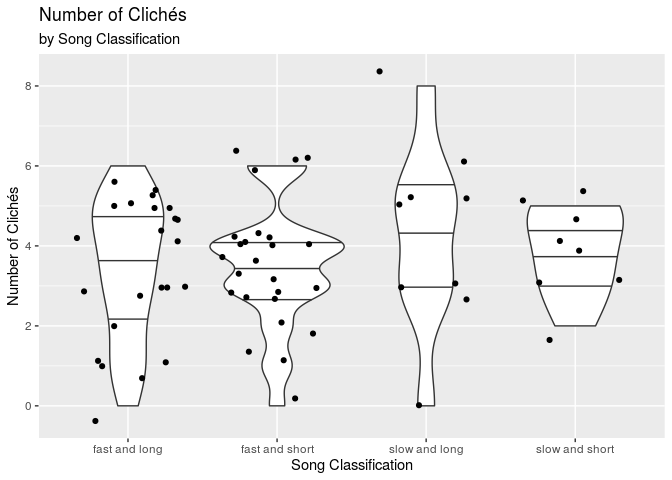 Number of Clichés
by Song Classification
Number of Clichés
8
6
4
2
0
fast and long
fast and short
slow and long
slow and short
Song Classification